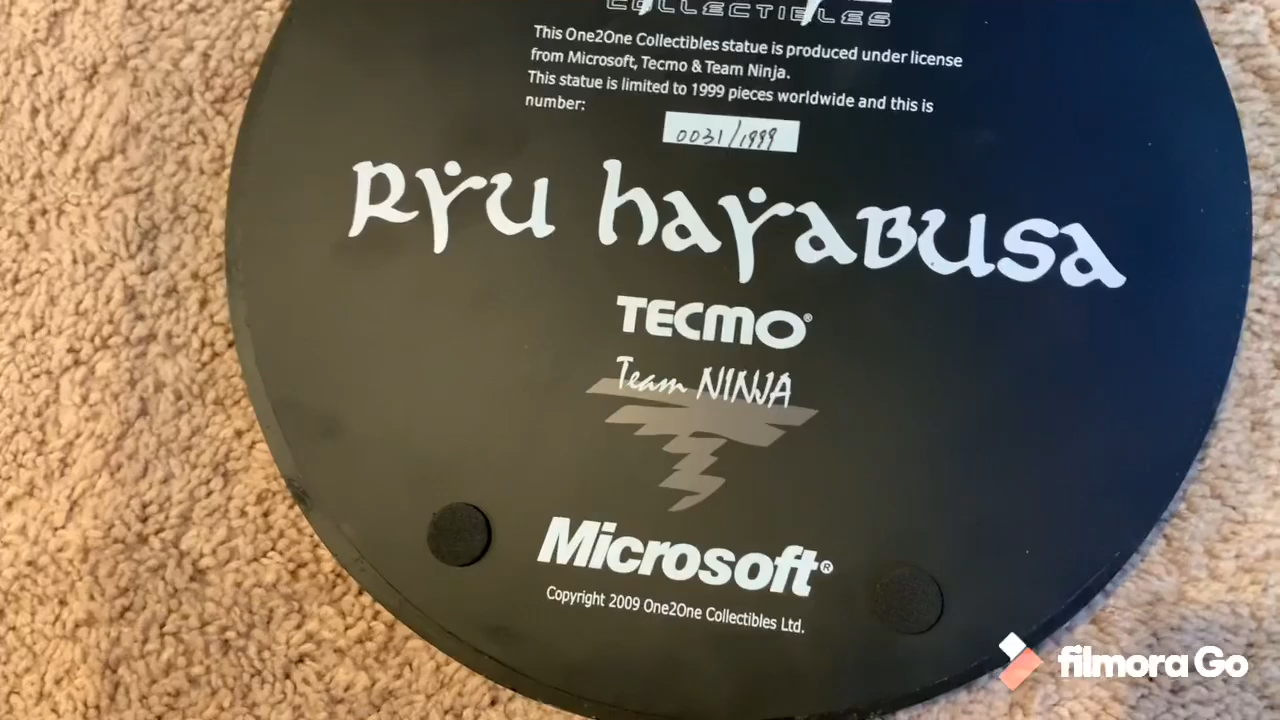 COLLECTIBLES
This One2One Collectibles statue is produced under license
from Microsoft, Tecmo & Team Ninja.
This statue is limited to 1999 pieces worldwide and this is
number:
0031/1999
Ryu hayaBusa
TECMO®
Team NINJA
Microsoft®
Copyright 2009 One2One Collectibles Ltd.
filmora Go